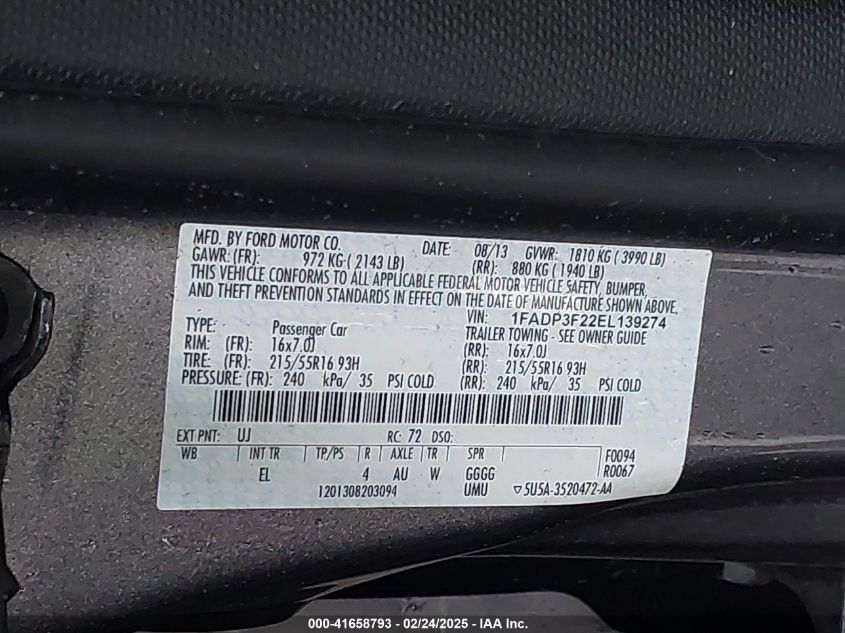 MFD. BY FORD MOTOR CO. DATE: 08/13 GVWR: 1810 KG ( 3990 LB)
GAWR: (FR): 972 KG ( 2143 LB) (RR): 880 KG ( 1940 LB)
THIS VEHICLE CONFORMS TO ALL APPLICABLE FEDERAL MOTOR VEHICLE SAFETY, BUMPER,
AND THEFT PREVENTION STANDARDS IN EFFECT ON THE DATE OF MANUFACTURE SHOWN ABOVE.
VIN: 1FADP3F22EL139274
TYPE: Passenger Car TRAILER TOWING - SEE OWNER GUIDE
RIM: (FR): 16x7.0J (RR): 16x7.0J
TIRE: (FR): 215/55R16 93H (RR): 215/55R16 93H
PRESSURE: (FR): 240 kPa/ 35 PSI COLD (RR): 240 kPa/ 35 PSI COLD
EXT PNT: UJ RC: 72 DSO:
WB INT TR TP/PS R AXLE TR SPR F0094
EL 4 AU W GGGG R0067
1201308203094 UMU ▽5U5A-3520472-AA
000-41658793 - 02/24/2025 - IAA Inc.